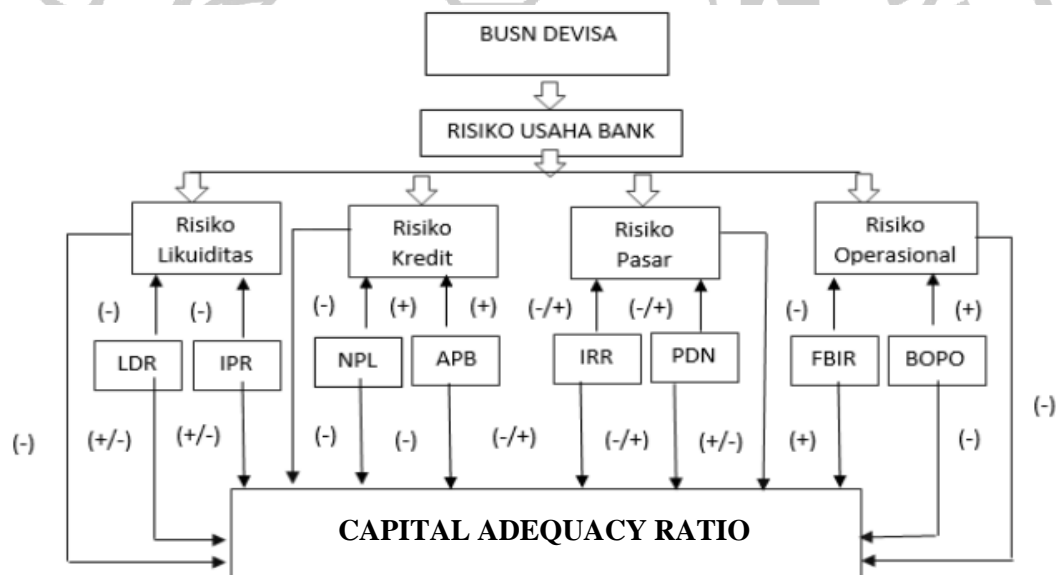 BUSN DEVISA
RISIKO USAHA BANK
Risiko
Likuiditas
Risiko
Kredit
Risiko
Pasar
Risiko
Operasional
(-) (-) (-) (+) (+) (-/+) (-/+) (-) (+)
LDR IPR NPL APB IRR PDN FBIR BOPO
(-) (+/-) (+/-) (-) (-) (-/+) (-/+) (+/-) (+) (-) (-)
CAPITAL ADEQUACY RATIO